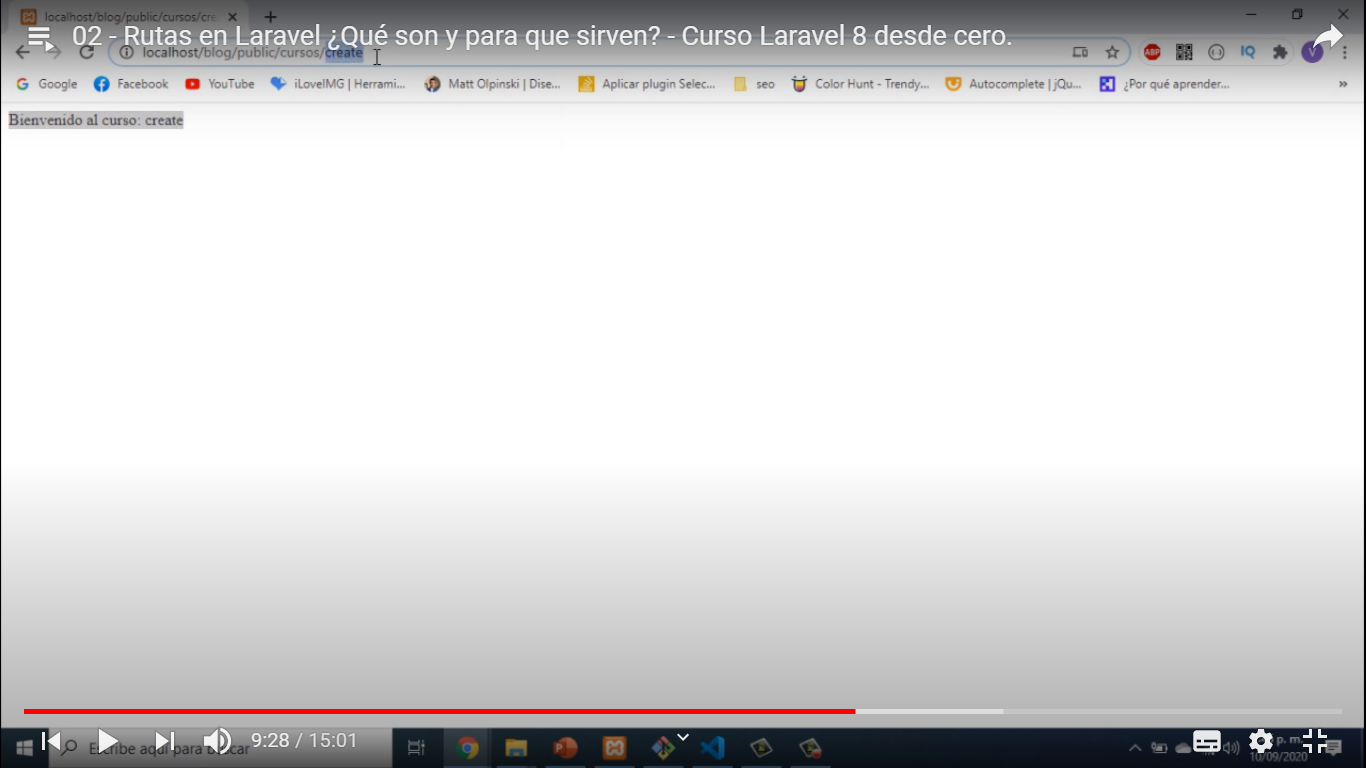 localhost/blog/public/cursos/cre
02 - Rutas en Laravel ¿Qué son y para que sirven? - Curso Laravel 8 desde cero.
localhost/blog/public/cursos/create
ABP
IQ
V
Google Facebook YouTube iLoveIMG | Herrami... Matt Olpinski | Dise... Aplicar plugin Selec... seo Color Hunt - Trendy... Autocomplete | jQu... ¿Por qué aprender... »
Bienvenido al curso: create
Escribe aquí para buscar
9:28 / 15:01
p. m.
10/09/2020